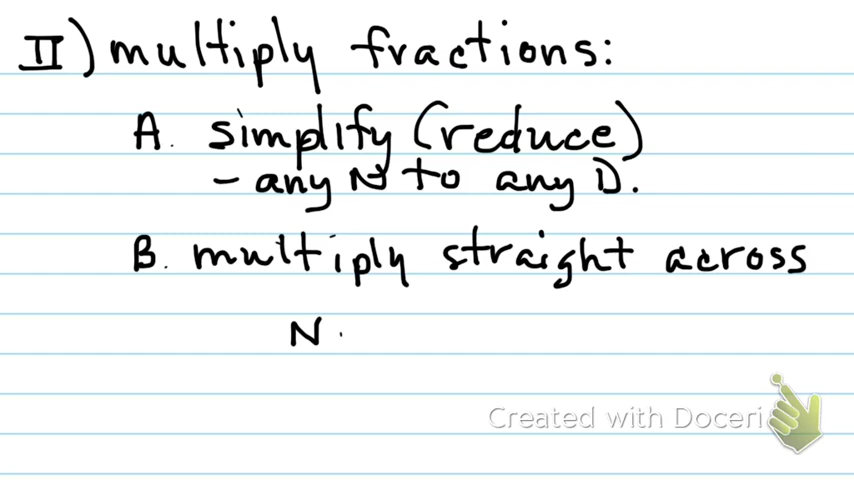 II) multiply fractions:
A. simplify (reduce)
- any N to any D.
B. multiply straight across
N.
Created with Doceri